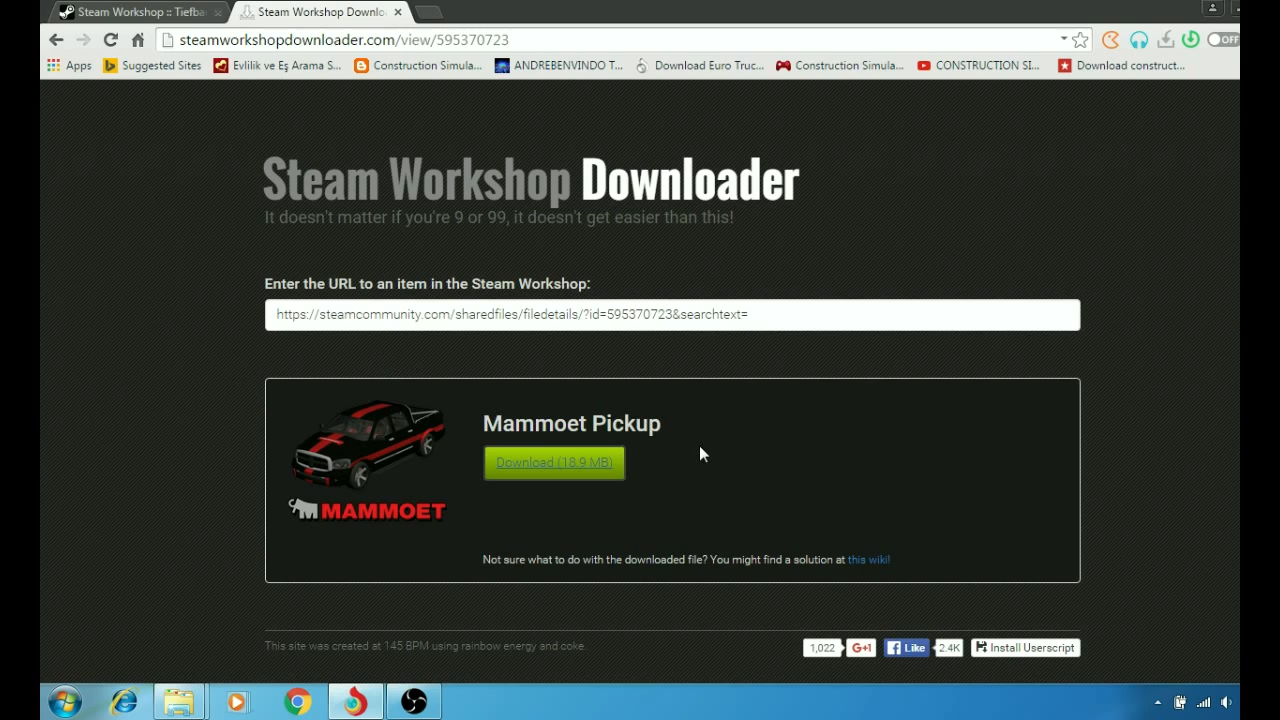 Steam Workshop :: Tiefba
Steam Workshop Downlo
steamworkshopdownloader.com/view/595370723
OFF
Apps
Suggested Sites
Evlilik ve Eş Arama S...
Construction Simula...
ANDREBENVINDO T...
Download Euro Truc...
Construction Simula...
CONSTRUCTION SI...
Download construct...
Steam Workshop Downloader
It doesn't matter if you're 9 or 99, it doesn't get easier than this!
Enter the URL to an item in the Steam Workshop:
https://steamcommunity.com/sharedfiles/filedetails/?id=595370723&searchtext=
Mammoet Pickup
Download (18.9 MB)
MAMMOET
Not sure what to do with the downloaded file? You might find a solution at this wiki!
This site was created at 145 BPM using rainbow energy and coke.
1,022
G+1
Like
2.4K
Install Userscript